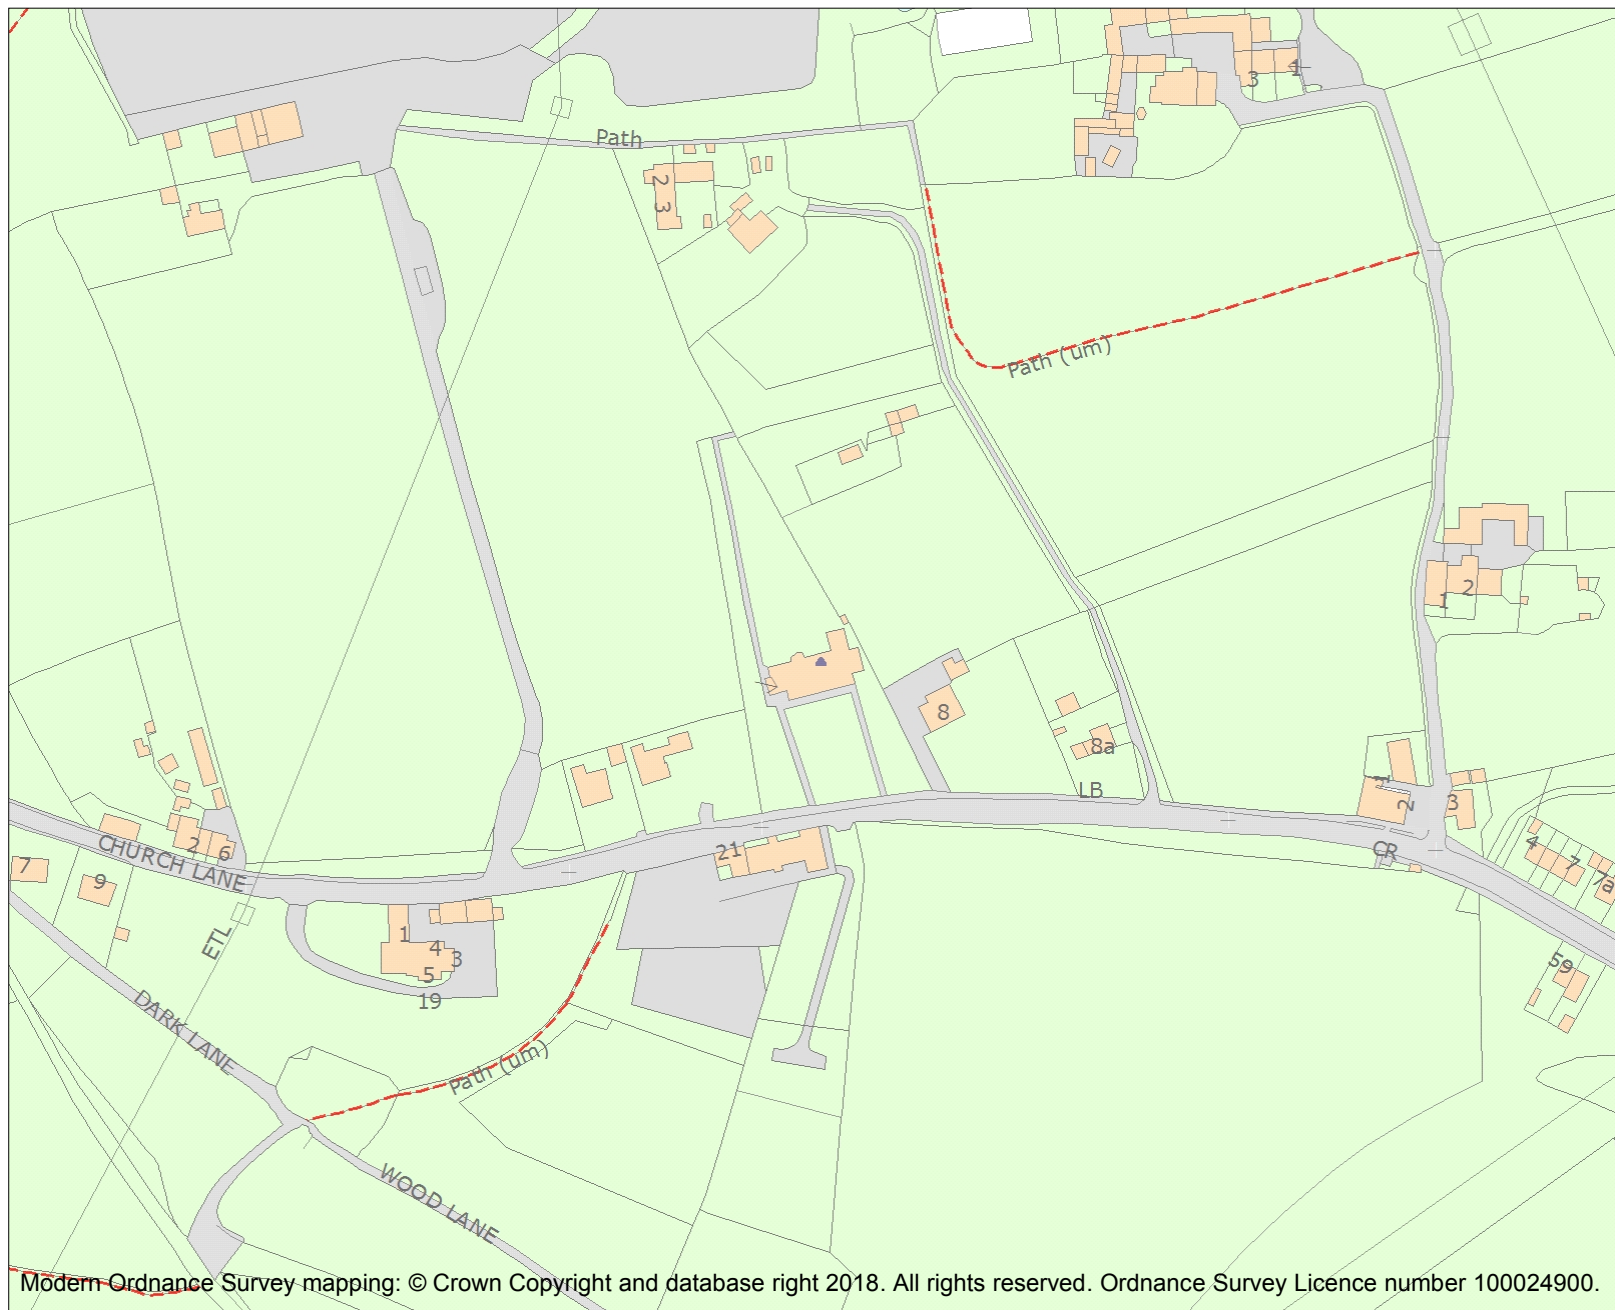 3
1
Path
2
3
Path (um)
2
1
8
8a
LB
1
2
3
CHURCH LANE
2
6
7
9
21
CR
4
7
7a
59
ETL
1
4
3
5
19
DARK LANE
Path (um)
WOOD LANE
Modern Ordnance Survey mapping: © Crown Copyright and database right 2018. All rights reserved. Ordnance Survey Licence number 100024900.